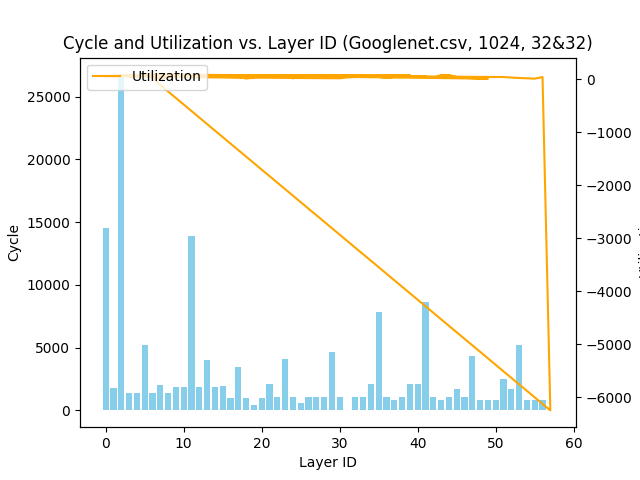 Cycle and Utilization vs. Layer ID (Googlenet.csv, 1024, 32&32)
Utilization
25000
20000
15000
10000
5000
0
Cycle
0
−1000
−2000
−3000
−4000
−5000
−6000
0 10 20 30 40 50 60
Layer ID